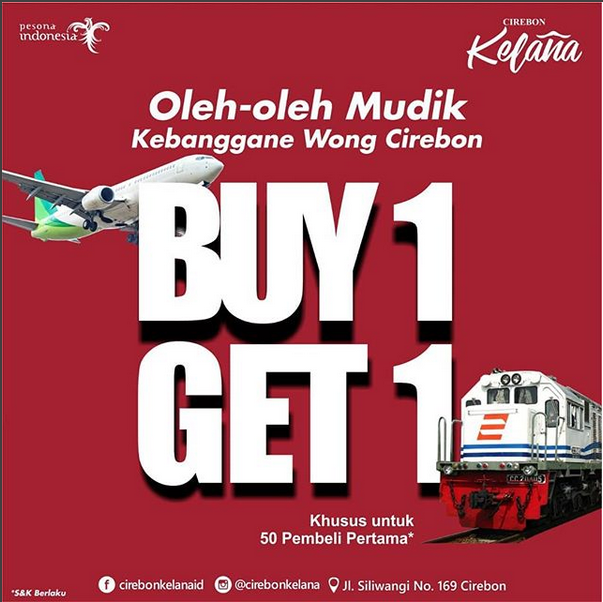 pesona
indonesia
CIREBON
Kelana
Oleh-oleh Mudik
Kebanggane Wong Cirebon
BUY 1
GET 1
Khusus untuk
50 Pembeli Pertama*
*S&K Berlaku
cirebonkelanaid @cirebonkelana Jl. Siliwangi No. 169 Cirebon